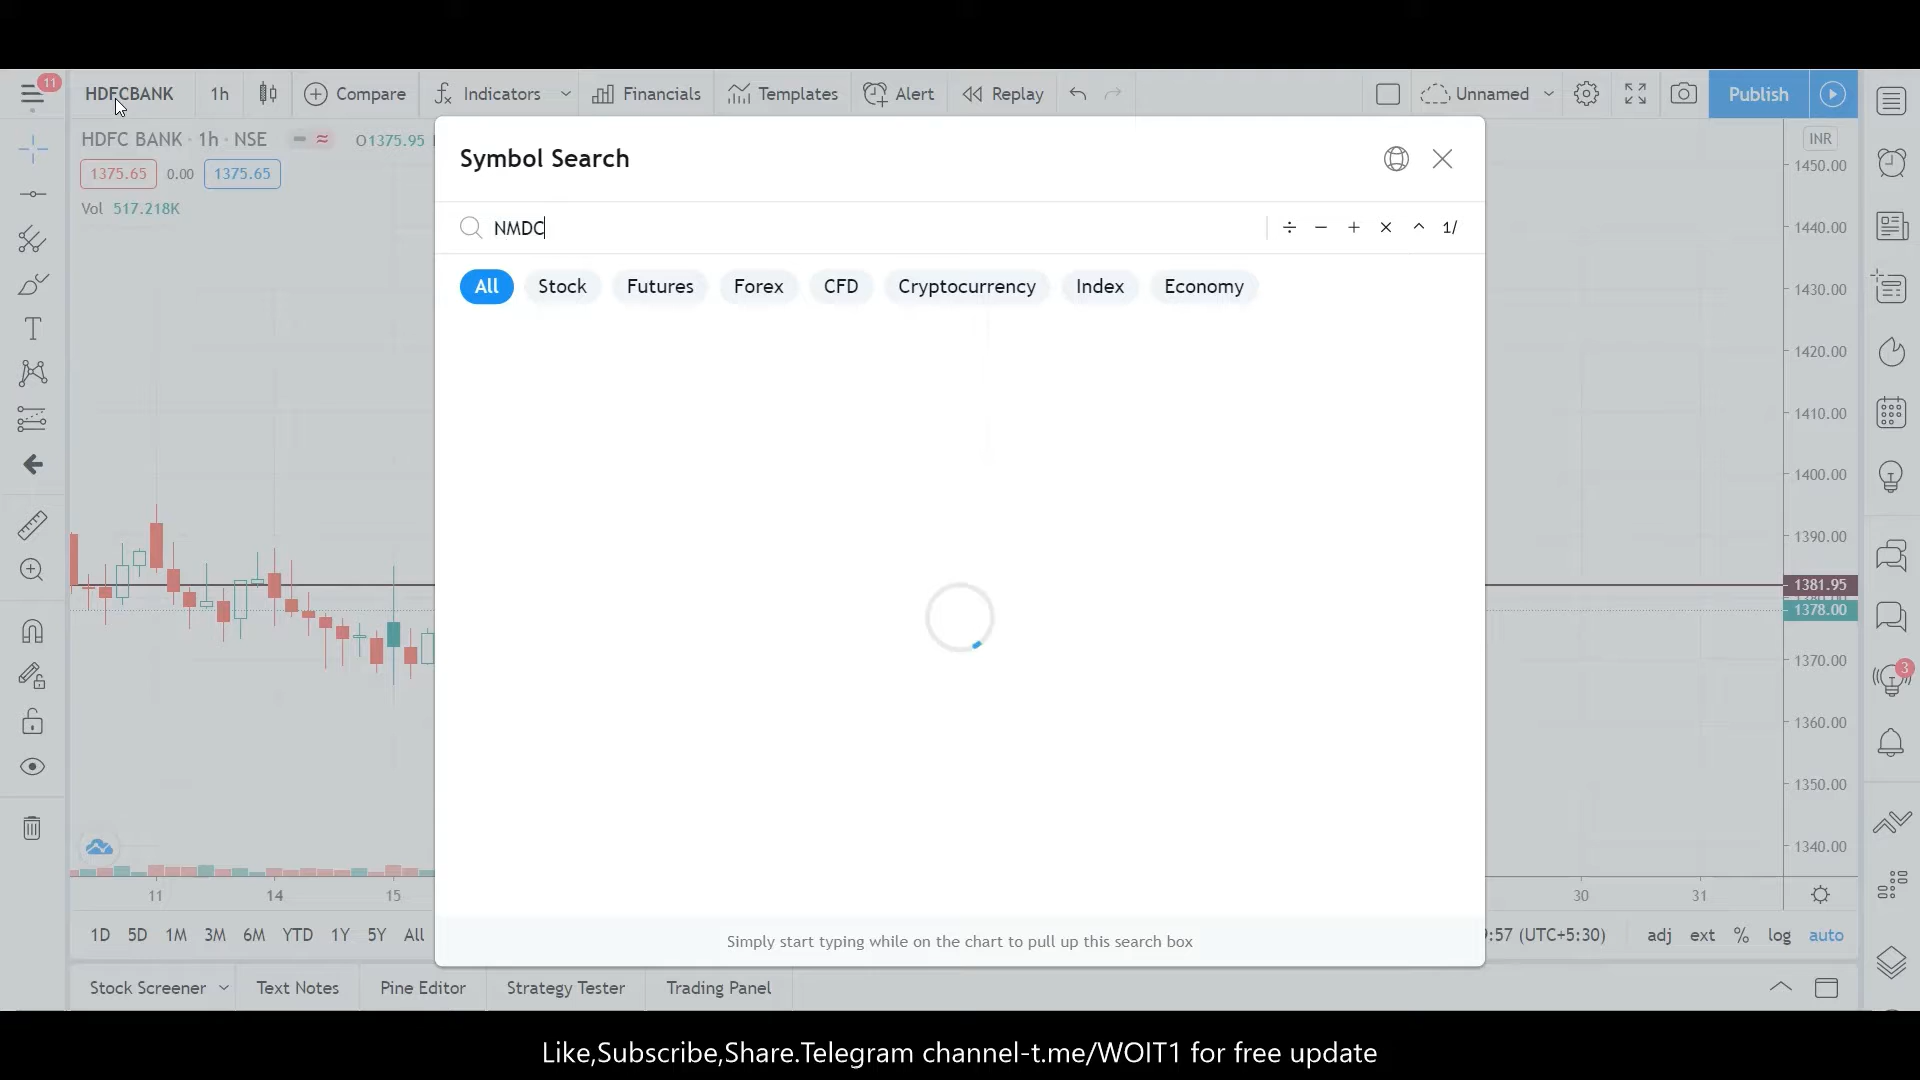 11
HDFCBANK 1h Compare Indicators Financials Templates Alert Replay Unnamed Publish
HDFC BANK · 1h · NSE O1375.95
1375.65 0.00 1375.65
Vol 517.218K
Symbol Search
NMDC ÷ − + × ^ 1/
All Stock Futures Forex CFD Cryptocurrency Index Economy
INR
1450.00
1440.00
1430.00
1420.00
1410.00
1400.00
1390.00
1381.95
1378.00
1370.00
1360.00
1350.00
1340.00
3
11 14 15 30 31
1D 5D 1M 3M 6M YTD 1Y 5Y All :57 (UTC+5:30) adj ext % log auto
Simply start typing while on the chart to pull up this search box
Stock Screener Text Notes Pine Editor Strategy Tester Trading Panel
Like,Subscribe,Share.Telegram channel-t.me/WOIT1 for free update